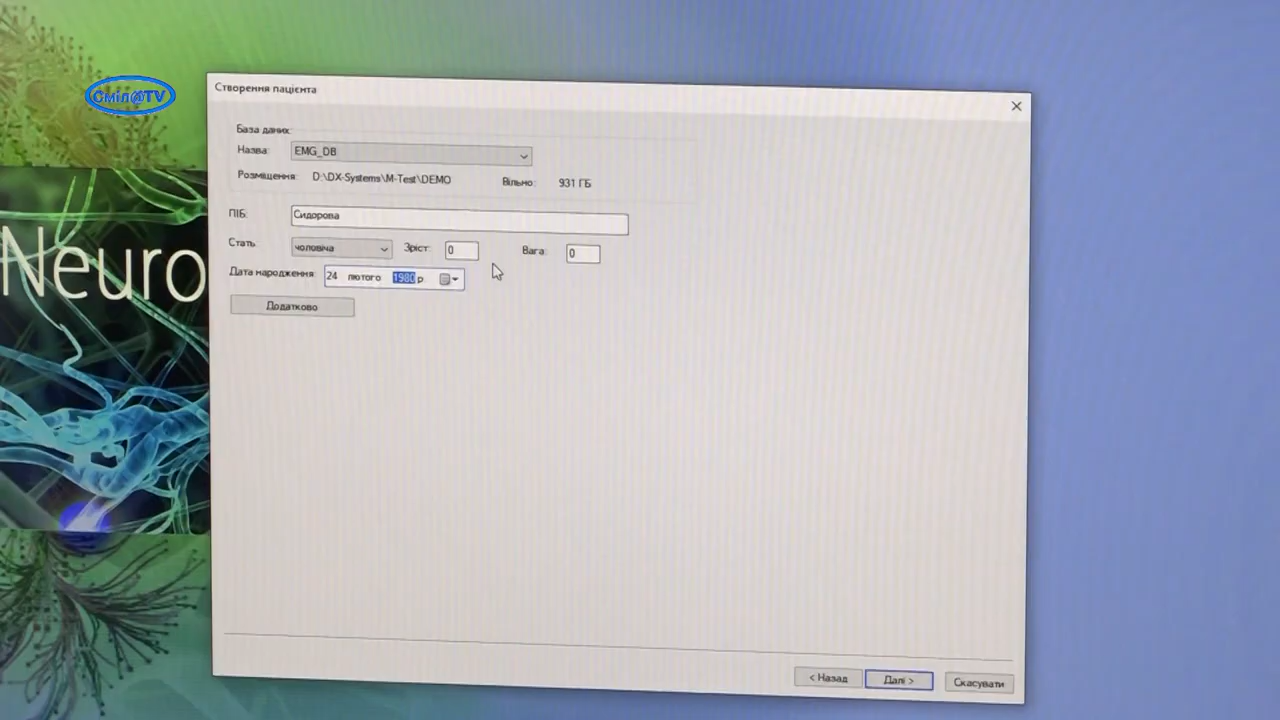 Створення пацієнта
Сміл@TV
База даних
Назва: EMG_DB
Розміщення: D:\DX-Systems\M-Test\DEMO Вільно: 931 ГБ
ПІБ: Сидорова
Стать: чоловіча Зріст: 0 Вага: 0
Neuro
Дата народження: 24 лютого 1980 р.
Додатково
< Назад Далі > Скасувати